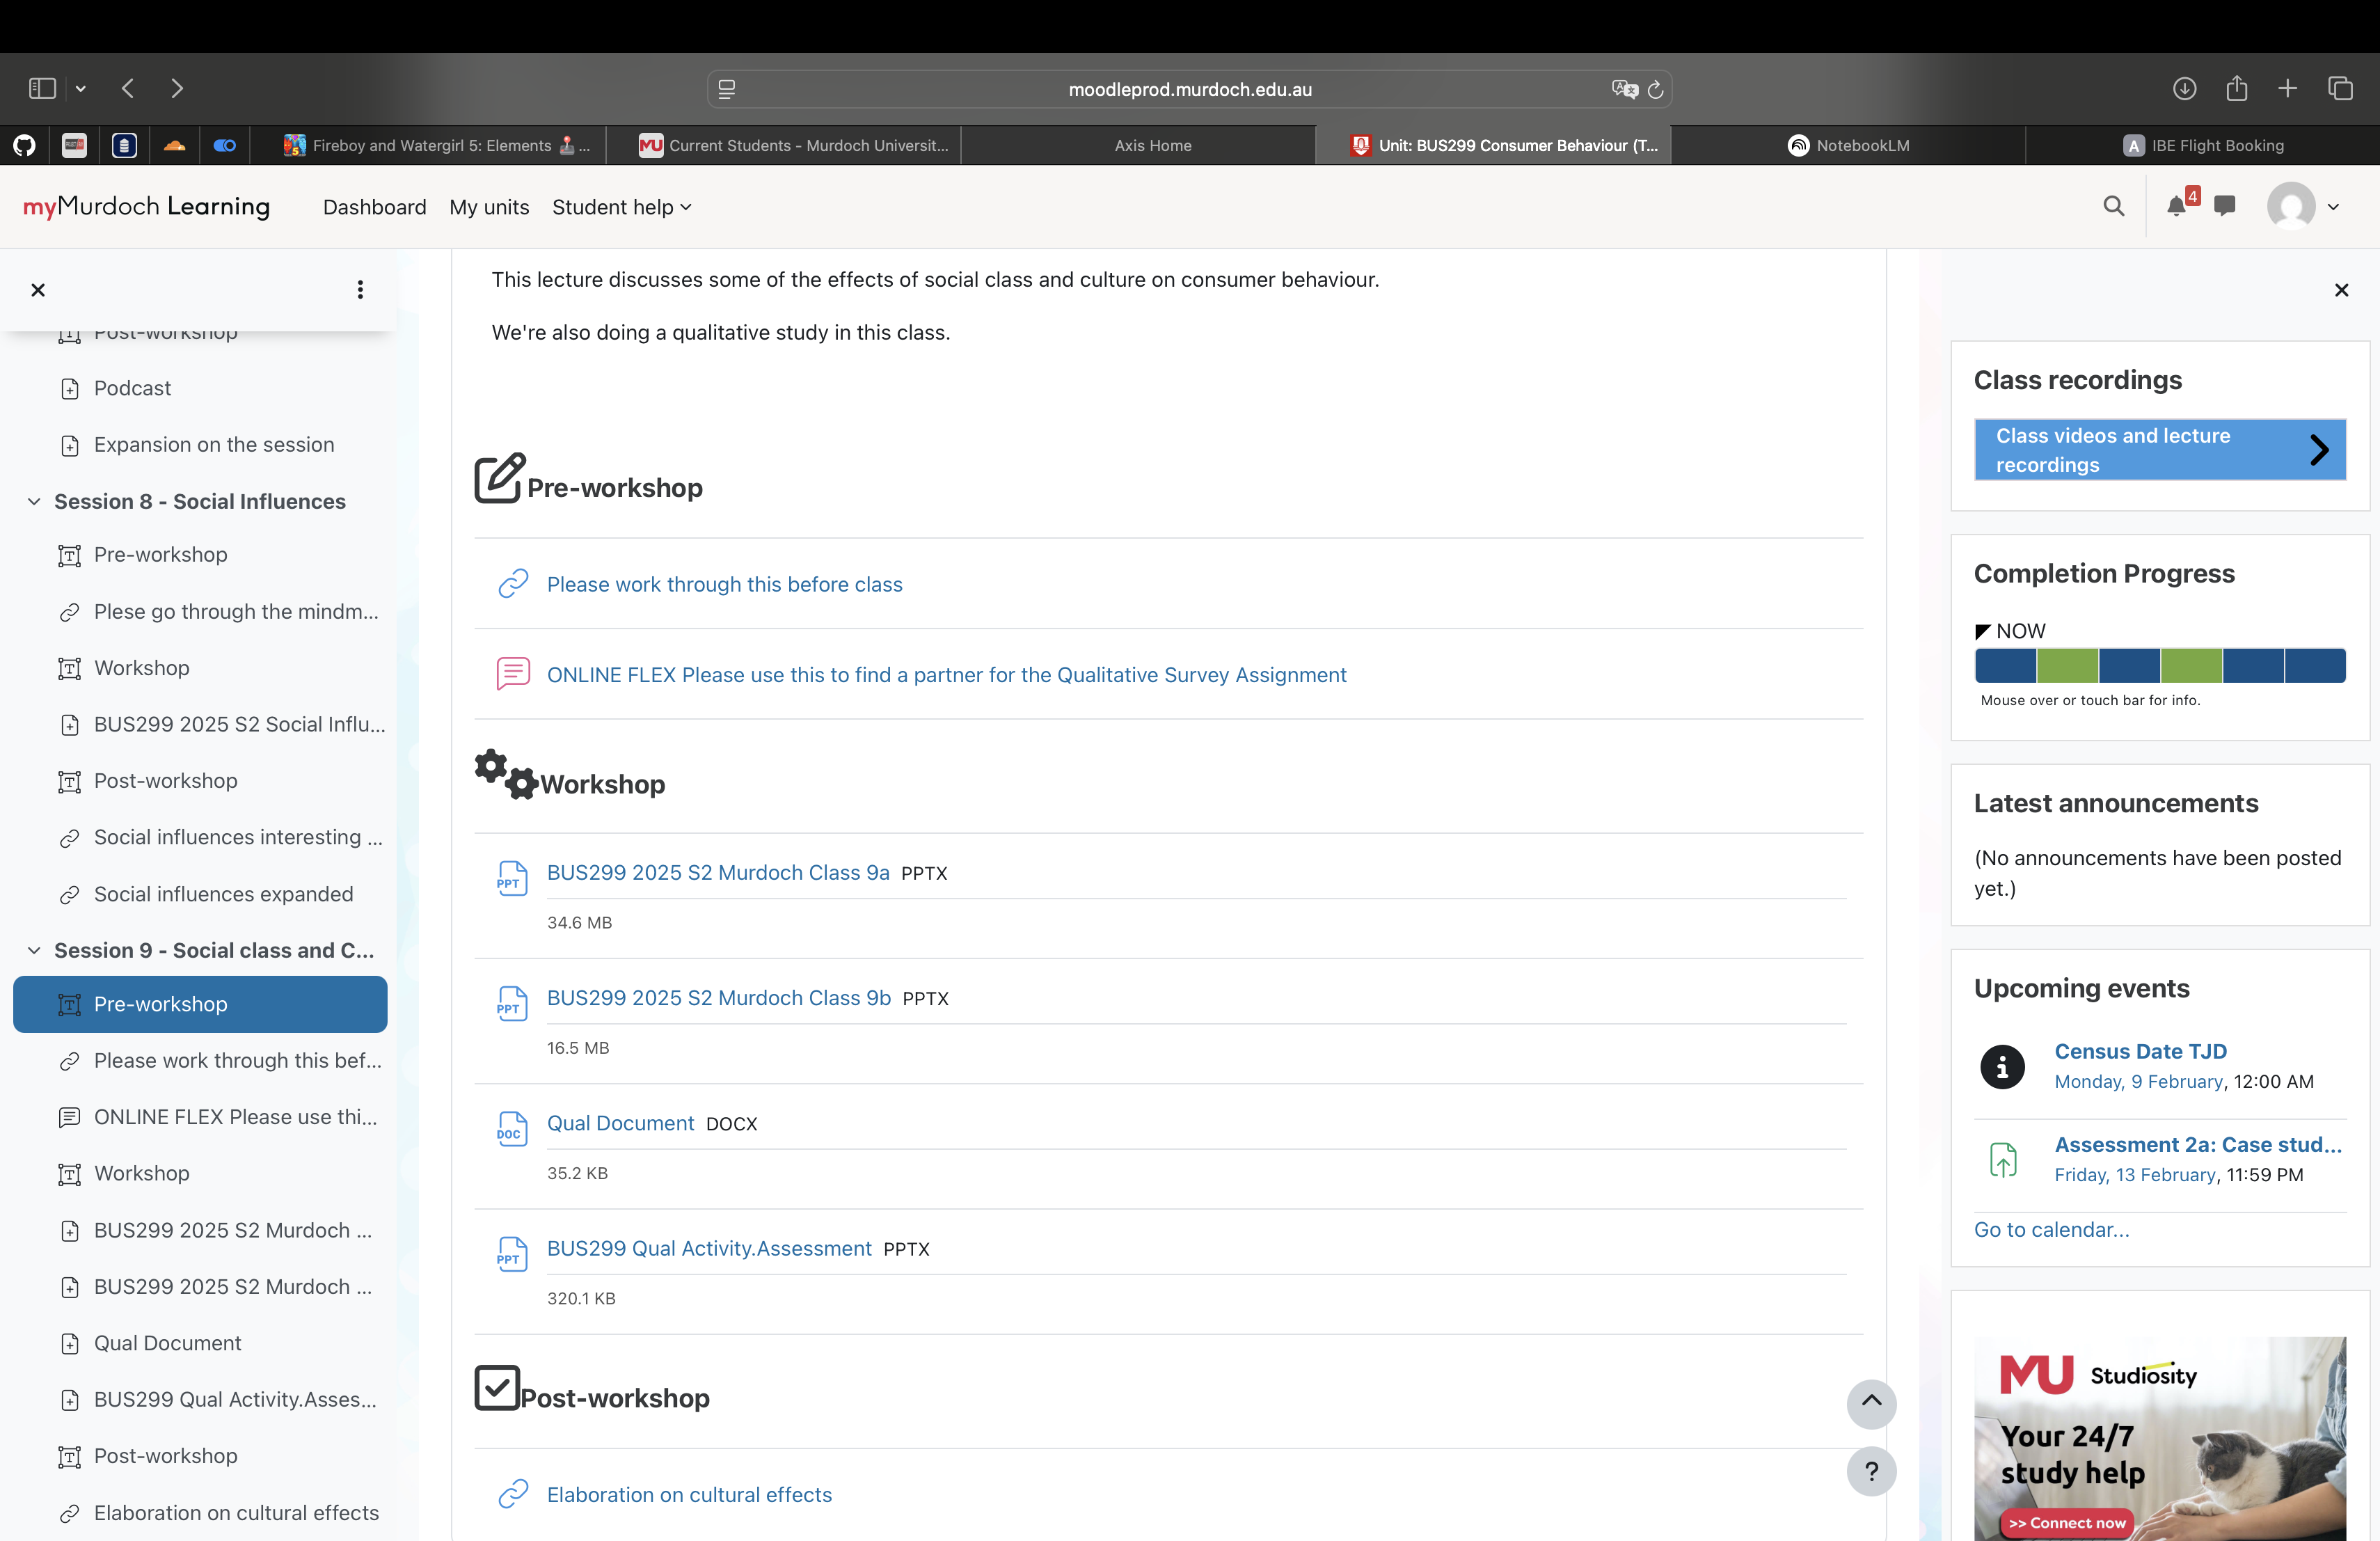 moodleprod.murdoch.edu.au
Fireboy and Watergirl 5: Elements 🕹️ ...
MU Current Students - Murdoch Universit...
Axis Home
Unit: BUS299 Consumer Behaviour (T...
NotebookLM
A IBE Flight Booking
myMurdoch Learning
Dashboard
My units
Student help
4
Post-workshop
Podcast
Expansion on the session
Session 8 - Social Influences
Pre-workshop
Plese go through the mindm...
Workshop
BUS299 2025 S2 Social Influ...
Post-workshop
Social influences interesting ...
Social influences expanded
Session 9 - Social class and C...
Pre-workshop
Please work through this bef...
ONLINE FLEX Please use thi...
Workshop
BUS299 2025 S2 Murdoch ...
BUS299 2025 S2 Murdoch ...
Qual Document
BUS299 Qual Activity.Asses...
Post-workshop
Elaboration on cultural effects
This lecture discusses some of the effects of social class and culture on consumer behaviour.
We're also doing a qualitative study in this class.
Pre-workshop
Please work through this before class
ONLINE FLEX Please use this to find a partner for the Qualitative Survey Assignment
Workshop
PPT BUS299 2025 S2 Murdoch Class 9a PPTX
34.6 MB
PPT BUS299 2025 S2 Murdoch Class 9b PPTX
16.5 MB
DOC Qual Document DOCX
35.2 KB
PPT BUS299 Qual Activity.Assessment PPTX
320.1 KB
Post-workshop
Elaboration on cultural effects
?
Class recordings
Class videos and lecture
recordings
Completion Progress
NOW
Mouse over or touch bar for info.
Latest announcements
(No announcements have been posted
yet.)
Upcoming events
Census Date TJD
Monday, 9 February, 12:00 AM
Assessment 2a: Case stud...
Friday, 13 February, 11:59 PM
Go to calendar...
MU Studiosity
Your 24/7
study help
>> Connect now